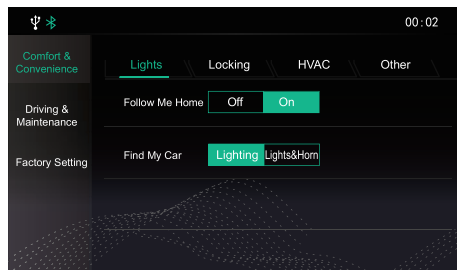 00:02
Comfort &
Convenience
Lights Locking HVAC Other
Follow Me Home Off On
Driving &
Maintenance
Find My Car Lighting Lights&Horn
Factory Setting